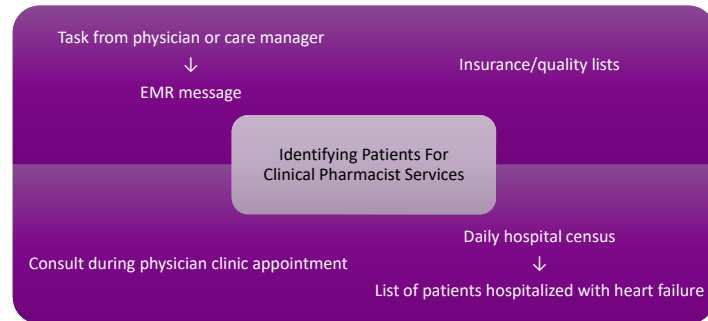 Task from physician or care manager
↓
EMR message
Insurance/quality lists
Identifying Patients For
Clinical Pharmacist Services
Consult during physician clinic appointment
Daily hospital census
↓
List of patients hospitalized with heart failure